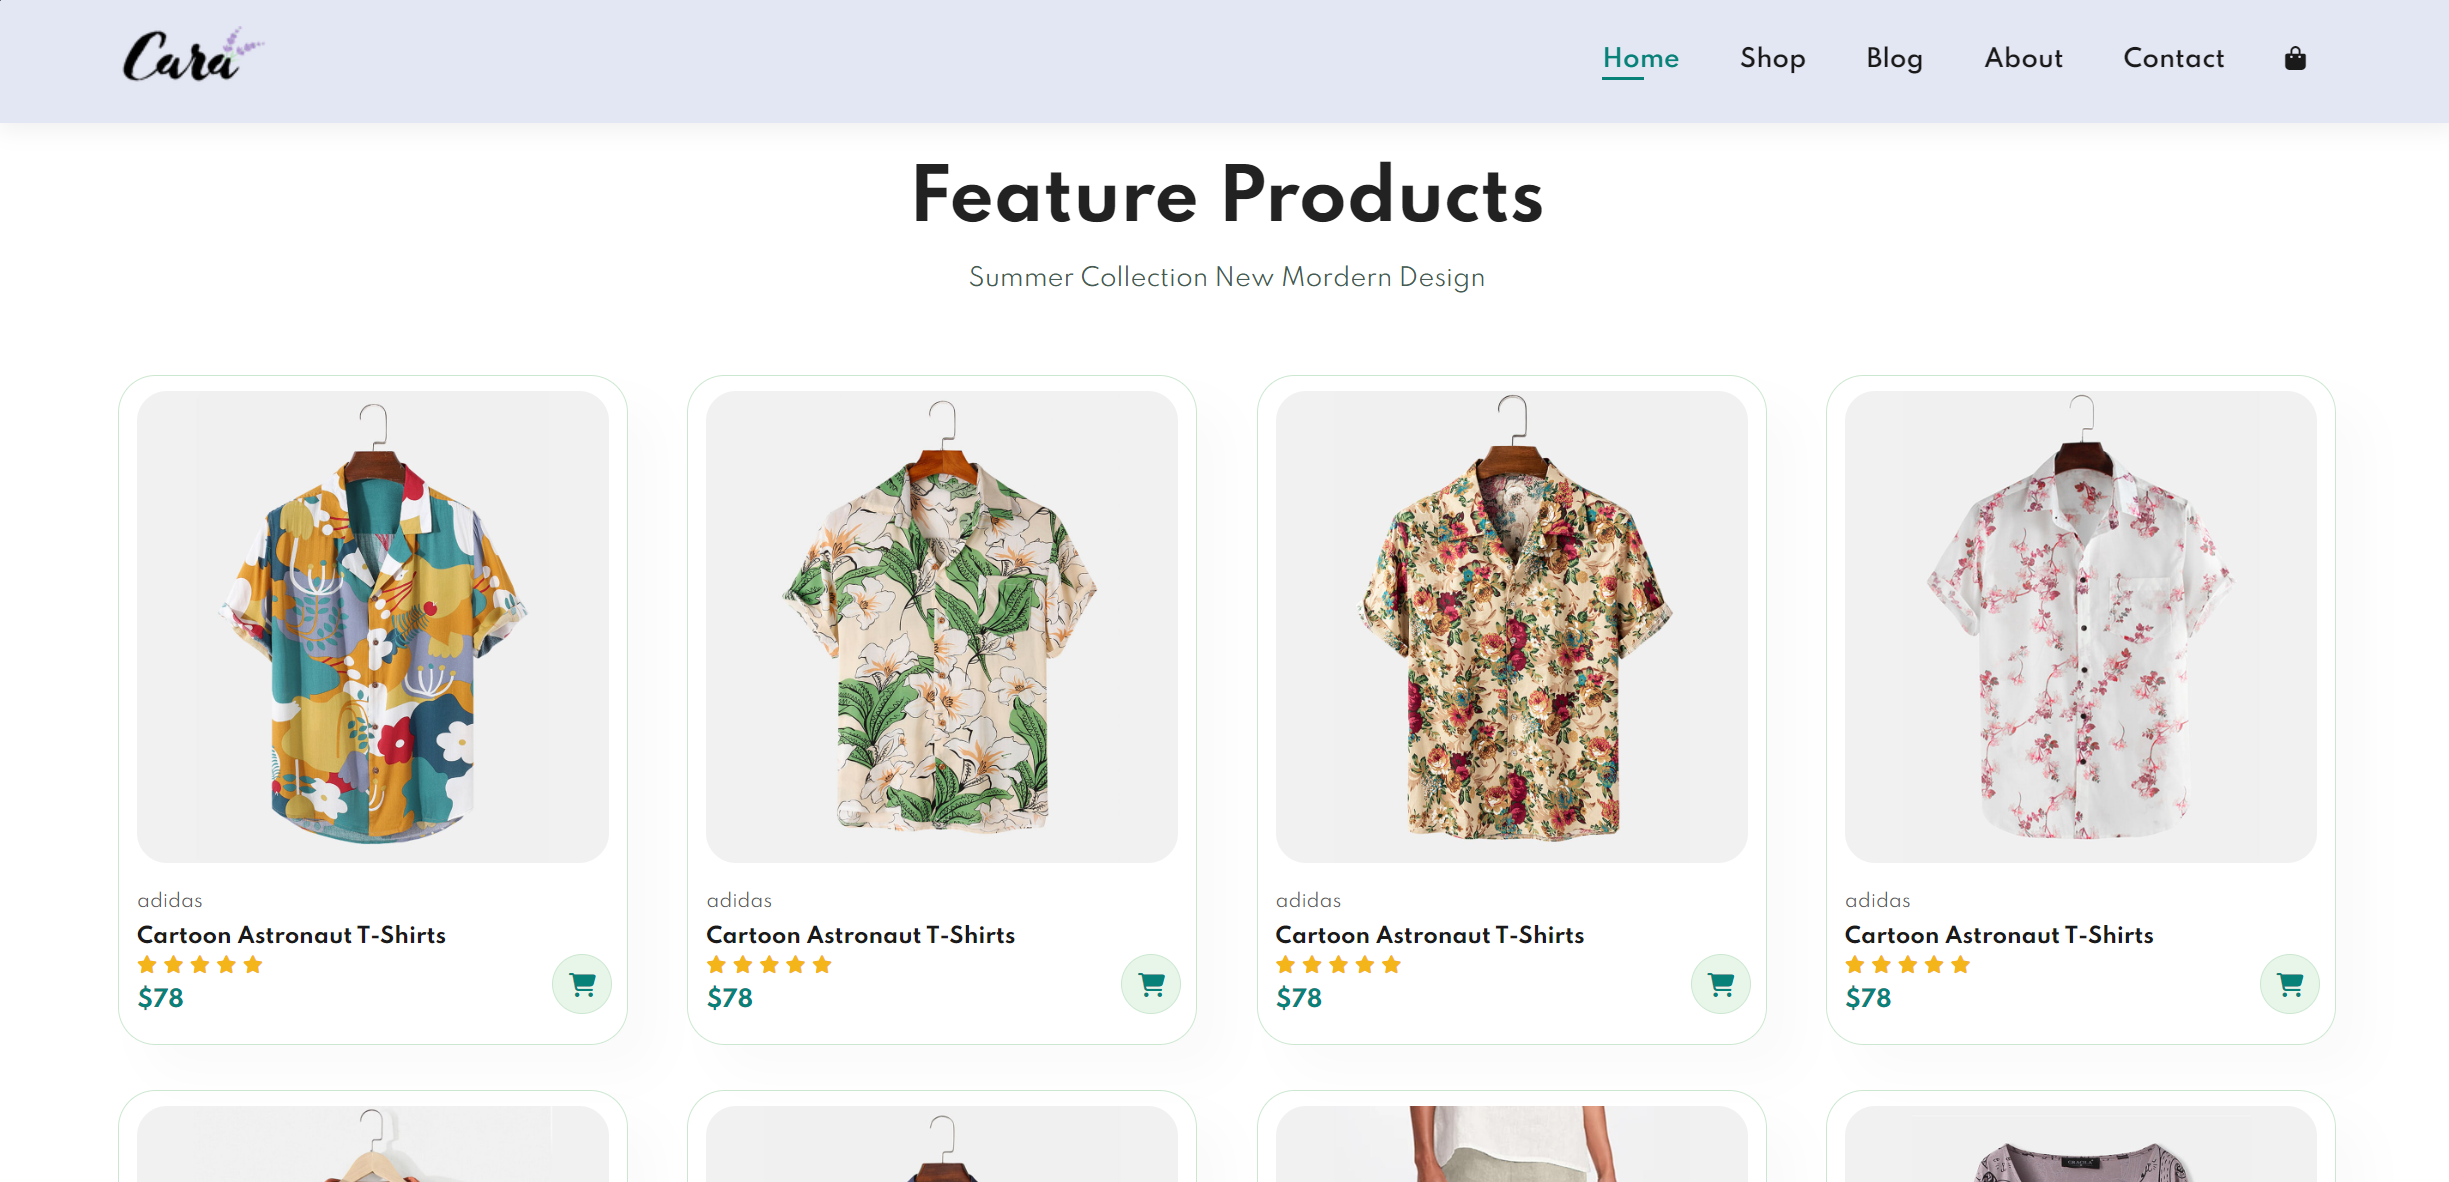 Cara
Home Shop Blog About Contact
Feature Products
Summer Collection New Mordern Design
adidas
Cartoon Astronaut T-Shirts
$78
adidas
Cartoon Astronaut T-Shirts
$78
adidas
Cartoon Astronaut T-Shirts
$78
adidas
Cartoon Astronaut T-Shirts
$78